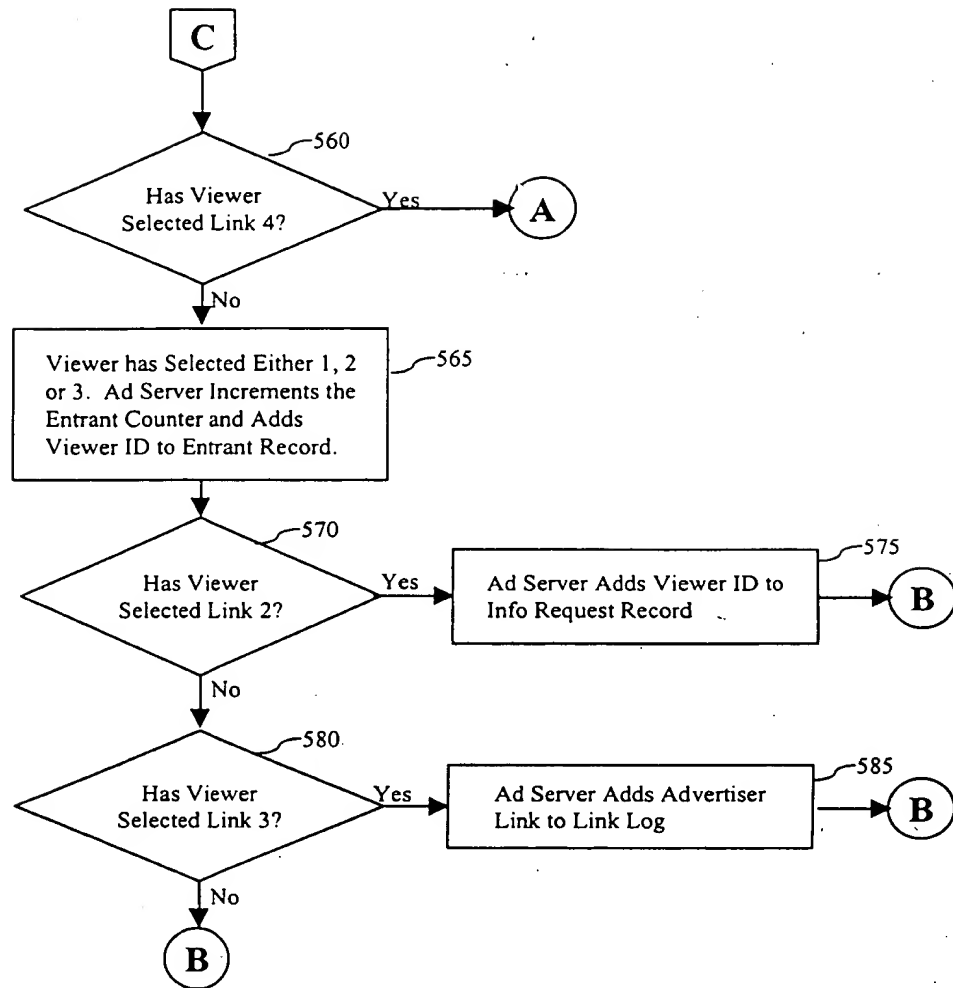 C
560
Has Viewer
Selected Link 4?
Yes
A
No
Viewer has Selected Either 1, 2
or 3. Ad Server Increments the
Entrant Counter and Adds
Viewer ID to Entrant Record.
565
570
Has Viewer
Selected Link 2?
Yes
Ad Server Adds Viewer ID to
Info Request Record
575
B
No
580
Has Viewer
Selected Link 3?
Yes
Ad Server Adds Advertiser
Link to Link Log
585
B
No
B